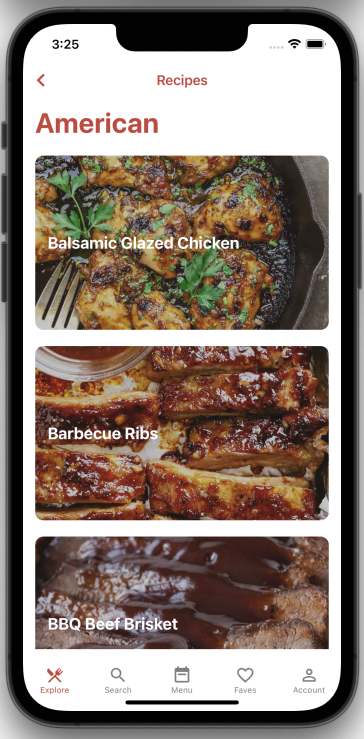 3:25
Recipes
American
Balsamic Glazed Chicken
Barbecue Ribs
BBQ Beef Brisket
Explore
Search
Menu
Faves
Account